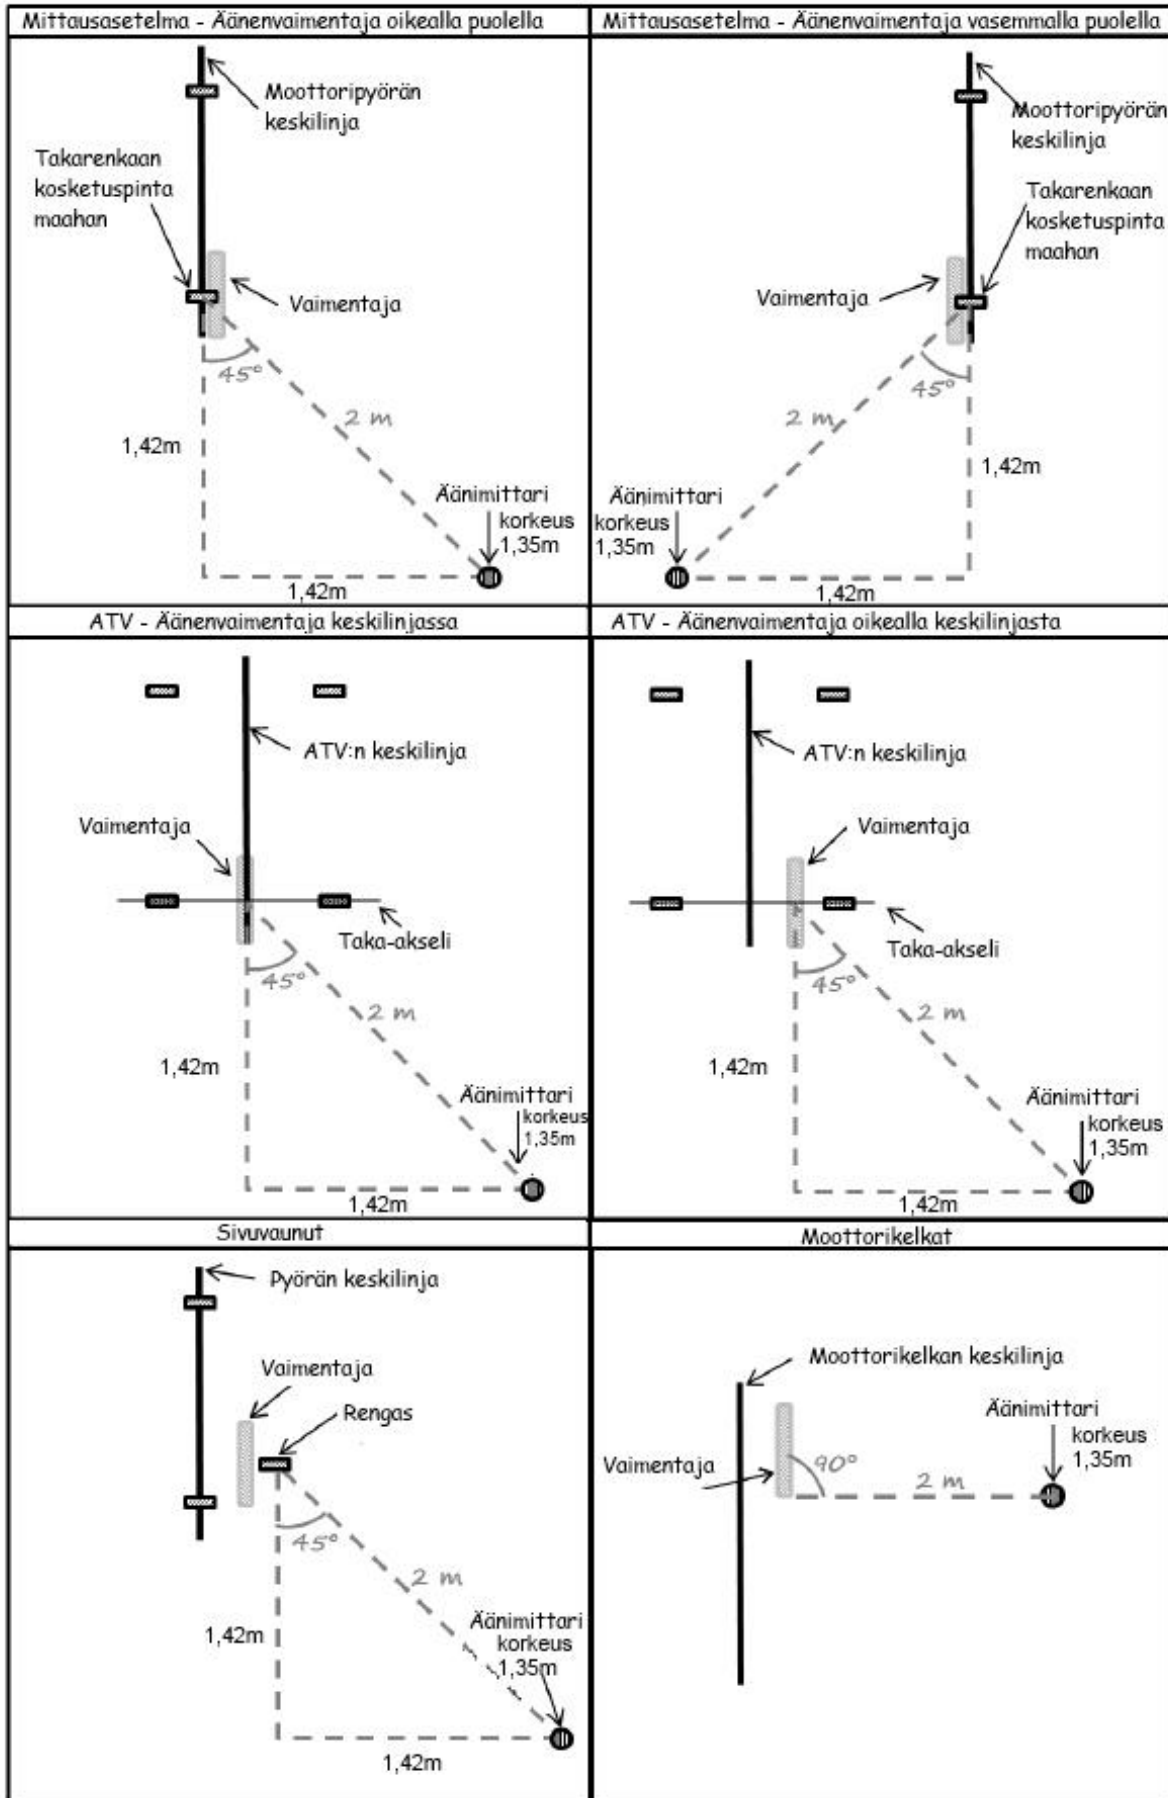 Mittausasetelma - Äänenvaimentaja oikealla puolella
Moottoripyörän
keskilinja
Takarenkaan
kosketuspinta
maahan
Vaimentaja
45°
2 m
1,42m
Äänimittari
korkeus
1,35m
1,42m
Mittausasetelma - Äänenvaimentaja vasemmalla puolella
Moottoripyörän
keskilinja
Takarenkaan
kosketuspinta
maahan
Vaimentaja
45°
2 m
1,42m
Äänimittari
korkeus
1,35m
1,42m
ATV - Äänenvaimentaja keskilinjassa
ATV:n keskilinja
Vaimentaja
Taka-akseli
45°
2 m
1,42m
Äänimittari
korkeus
1,35m
1,42m
ATV - Äänenvaimentaja oikealla keskilinjasta
ATV:n keskilinja
Vaimentaja
Taka-akseli
45°
2 m
1,42m
Äänimittari
korkeus
1,35m
1,42m
Sivuvaunut
Pyörän keskilinja
Vaimentaja
Rengas
45°
2 m
1,42m
Äänimittari
korkeus
1,35m
1,42m
Moottorikelkat
Moottorikelkan keskilinja
Äänimittari
korkeus
1,35m
Vaimentaja
90°
2 m